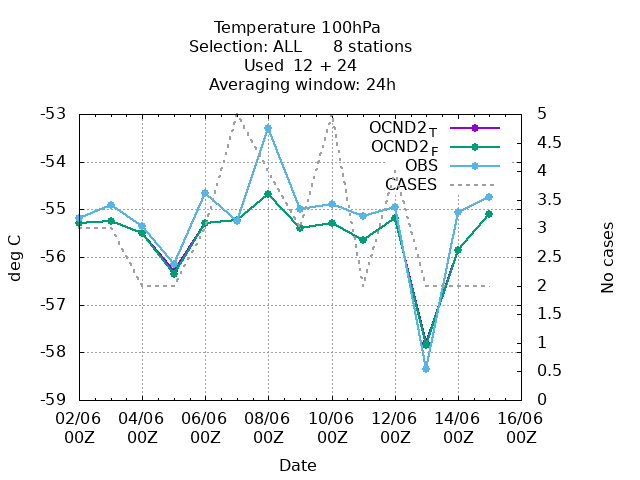 Temperature 100hPa
Selection: ALL 8 stations
Used 12 + 24
Averaging window: 24h
-53
-54
-55
-56
-57
-58
-59
deg C
5
4.5
4
3.5
3
2.5
2
1.5
1
0.5
0
No cases
OCND2_T
OCND2_F
OBS
CASES
02/06 04/06 06/06 08/06 10/06 12/06 14/06 16/06
00Z 00Z 00Z 00Z 00Z 00Z 00Z 00Z
Date